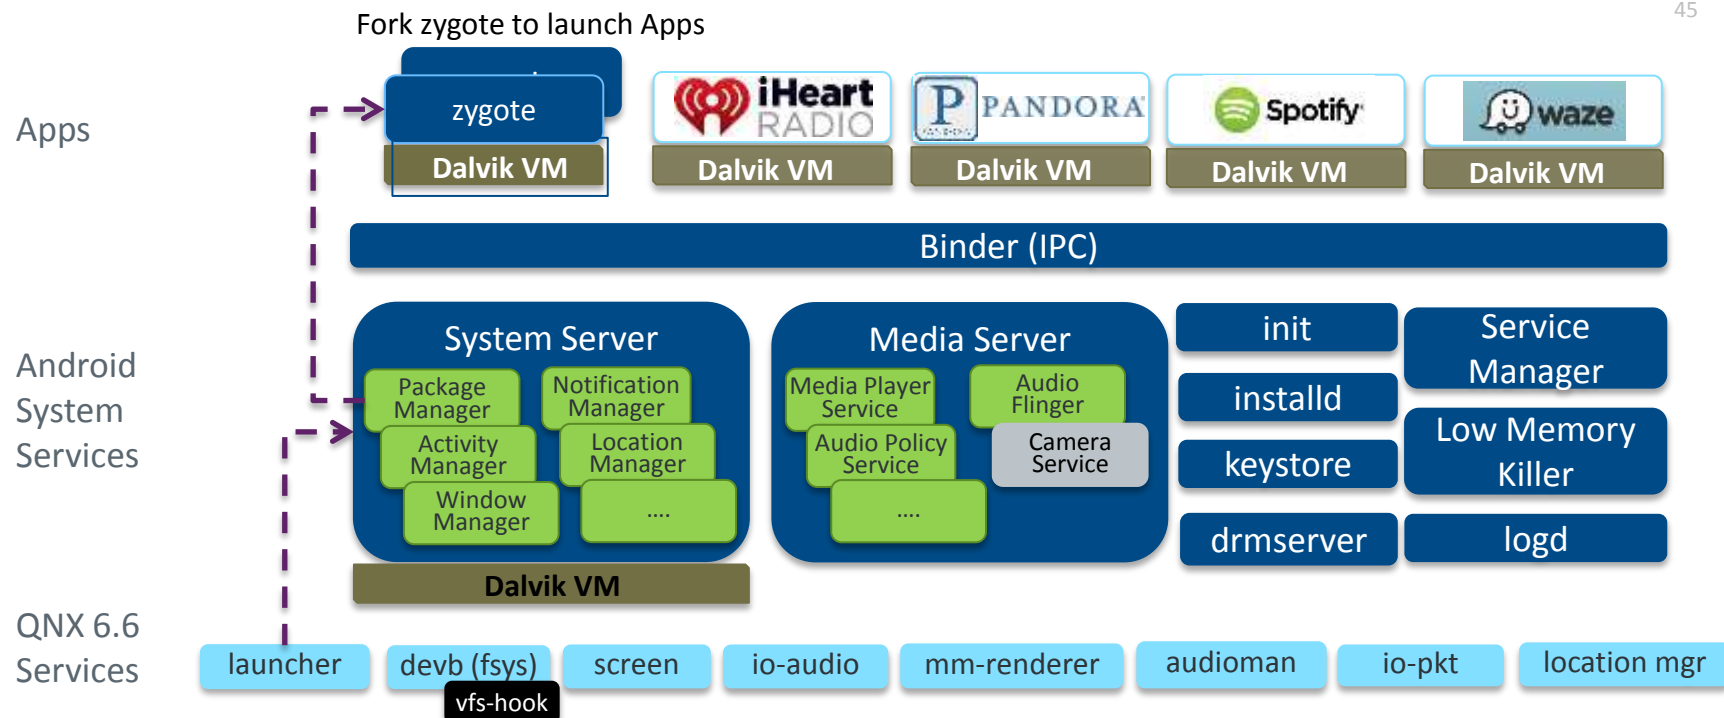 45
Fork zygote to launch Apps
Apps
zygote
Dalvik VM
iHeart
RADIO
Dalvik VM
P
PANDORA
PANDORA
Dalvik VM
Spotify
Dalvik VM
waze
Dalvik VM
Binder (IPC)
Android
System
Services
System Server
Package
Manager
Notification
Manager
Activity
Manager
Location
Manager
Window
Manager
....
Dalvik VM
Media Server
Media Player
Service
Audio
Flinger
Audio Policy
Service
Camera
Service
....
init
installd
keystore
drmserver
Service
Manager
Low Memory
Killer
logd
QNX 6.6
Services
launcher
devb (fsys)
vfs-hook
screen
io-audio
mm-renderer
audioman
io-pkt
location mgr